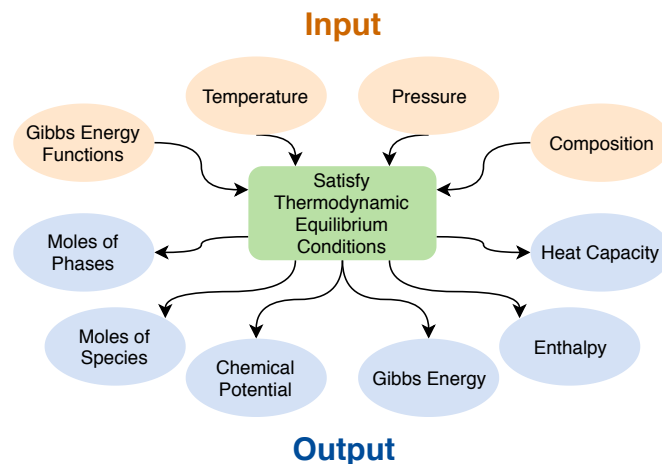 Input
Temperature
Pressure
Gibbs Energy
Functions
Composition
Satisfy
Thermodynamic
Equilibrium
Conditions
Moles of
Phases
Heat Capacity
Moles of
Species
Chemical
Potential
Gibbs Energy
Enthalpy
Output